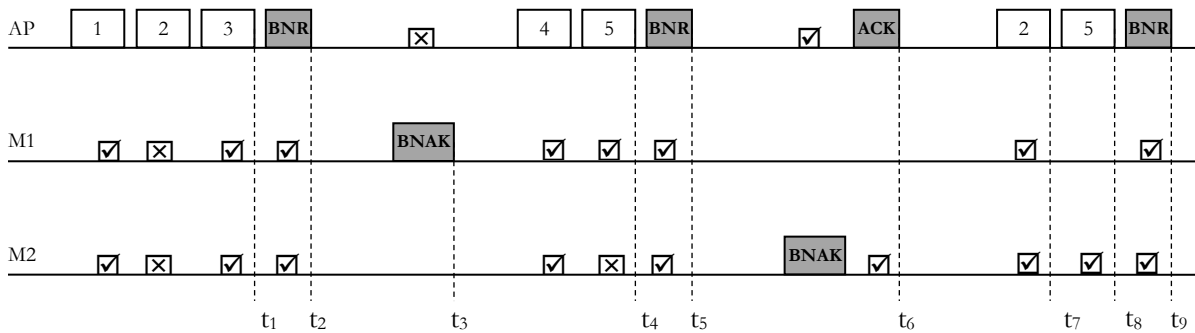 AP 1 2 3 BNR 4 5 BNR ACK 2 5 BNR
M1 BNAK
M2 BNAK
t1 t2 t3 t4 t5 t6 t7 t8 t9